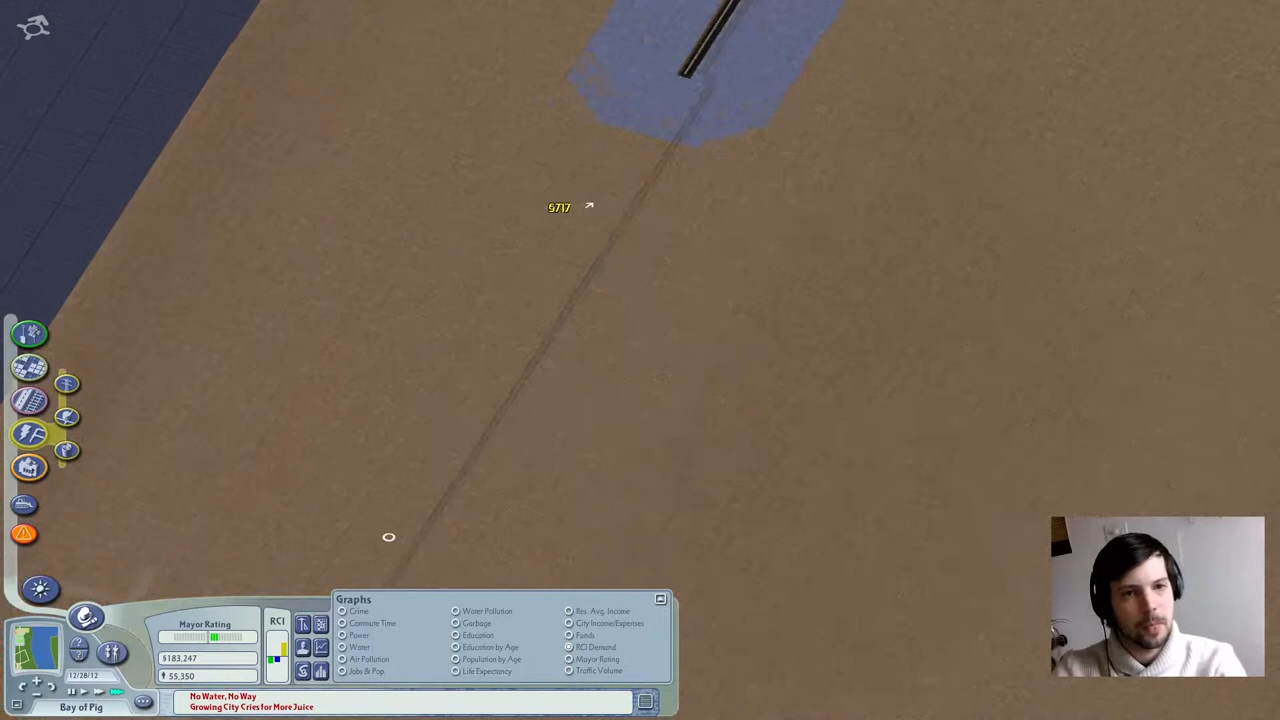 §717
Graphs
Crime
Water Pollution
Res. Avg. Income
Commute Time
Garbage
City Income/Expenses
Power
Education
Funds
Water
Education by Age
RCI Demand
Air Pollution
Population by Age
Mayor Rating
Jobs & Pop.
Life Expectancy
Traffic Volume
Mayor Rating
RCI
§183,247
55,350
12/28/12
Bay of Pig
No Water, No Way
Growing City Cries for More Juice